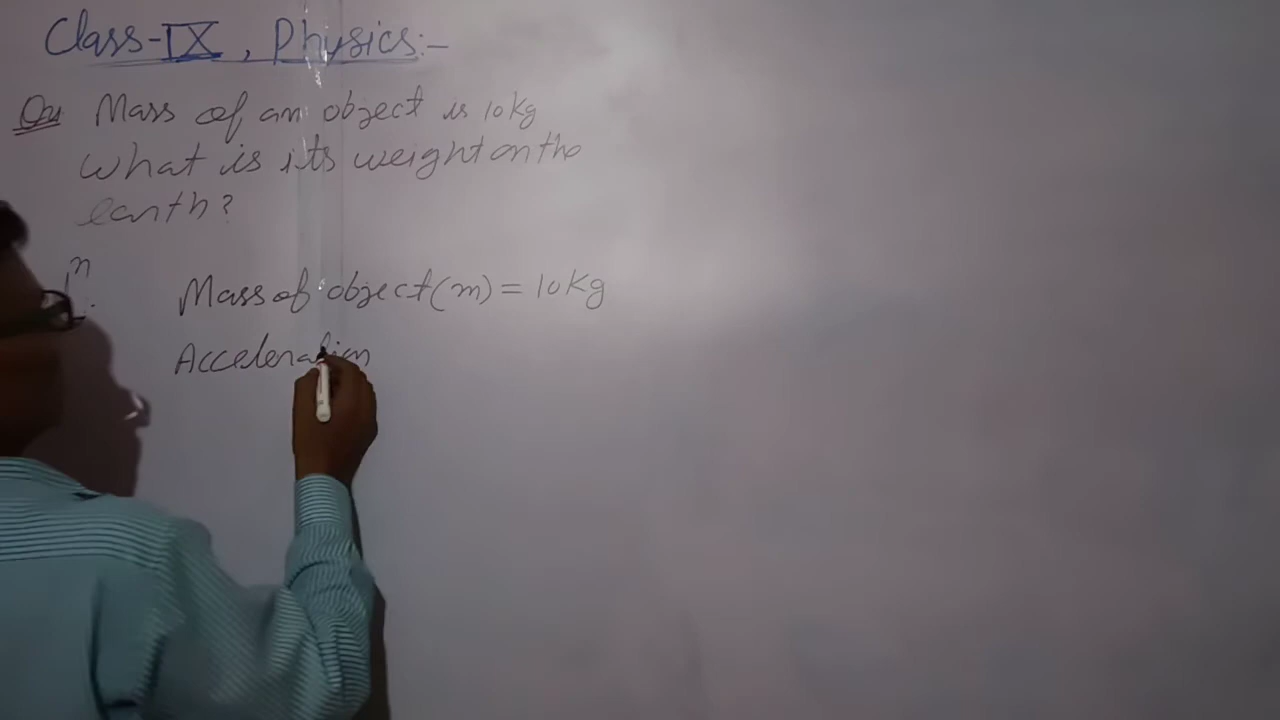 Class-IX, Physics:-
Qn Mass of an object is 10kg
What is its weight on the
earth?
Mass of object(m) = 10kg
Acceleration